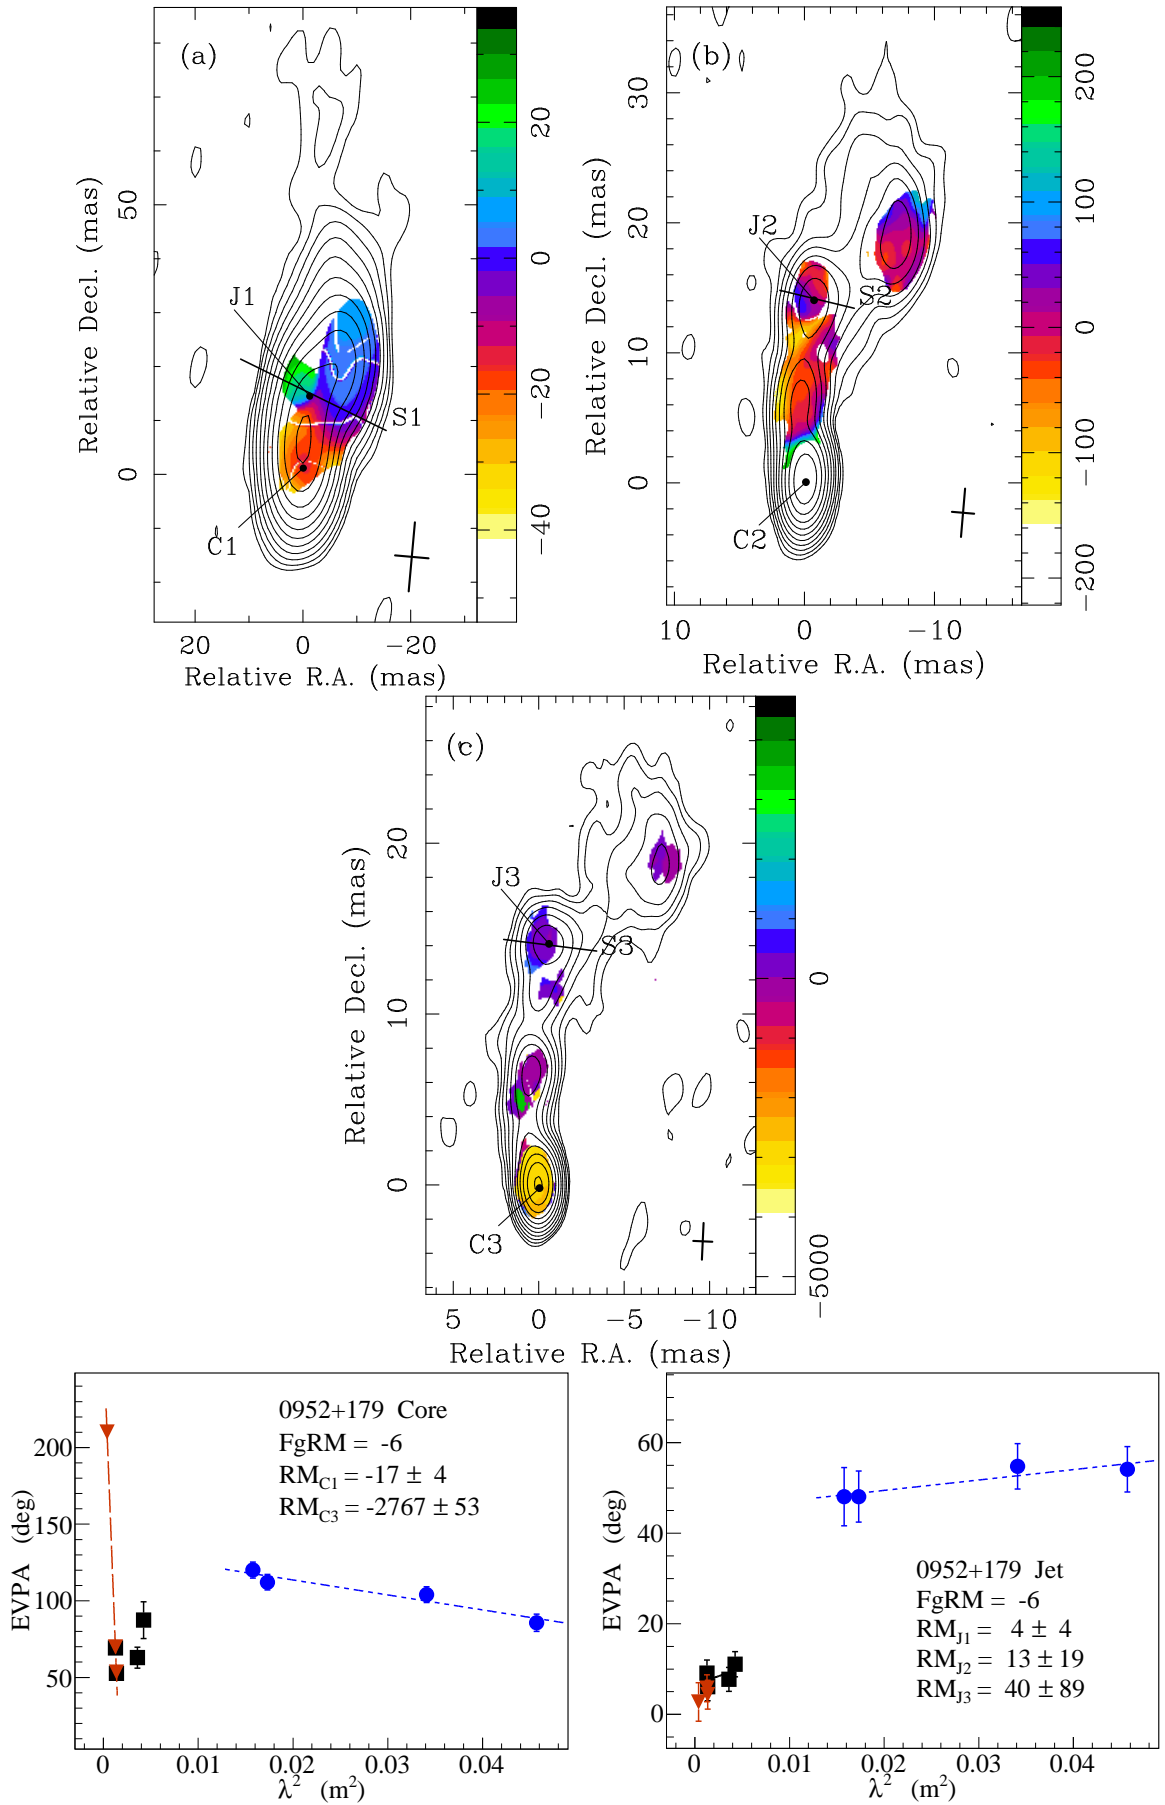 (a)
Relative Decl. (mas)
50
0
J1
S1
C1
20
0
−20
Relative R.A. (mas)
20
0
−20
−40
(b)
Relative Decl. (mas)
30
20
10
0
J2
S2
C2
10
0
−10
Relative R.A. (mas)
200
100
0
−100
−200
(c)
Relative Decl. (mas)
20
10
0
J3
S3
C3
5
0
−5
−10
Relative R.A. (mas)
0
−5000
EVPA (deg)
200
150
100
50
0952+179 Core
FgRM = -6
RM_C1 = -17 ± 4
RM_C3 = -2767 ± 53
0
0.01
0.02
0.03
0.04
λ² (m²)
EVPA (deg)
60
40
20
0
0952+179 Jet
FgRM = -6
RM_J1 = 4 ± 4
RM_J2 = 13 ± 19
RM_J3 = 40 ± 89
0
0.01
0.02
0.03
0.04
λ² (m²)